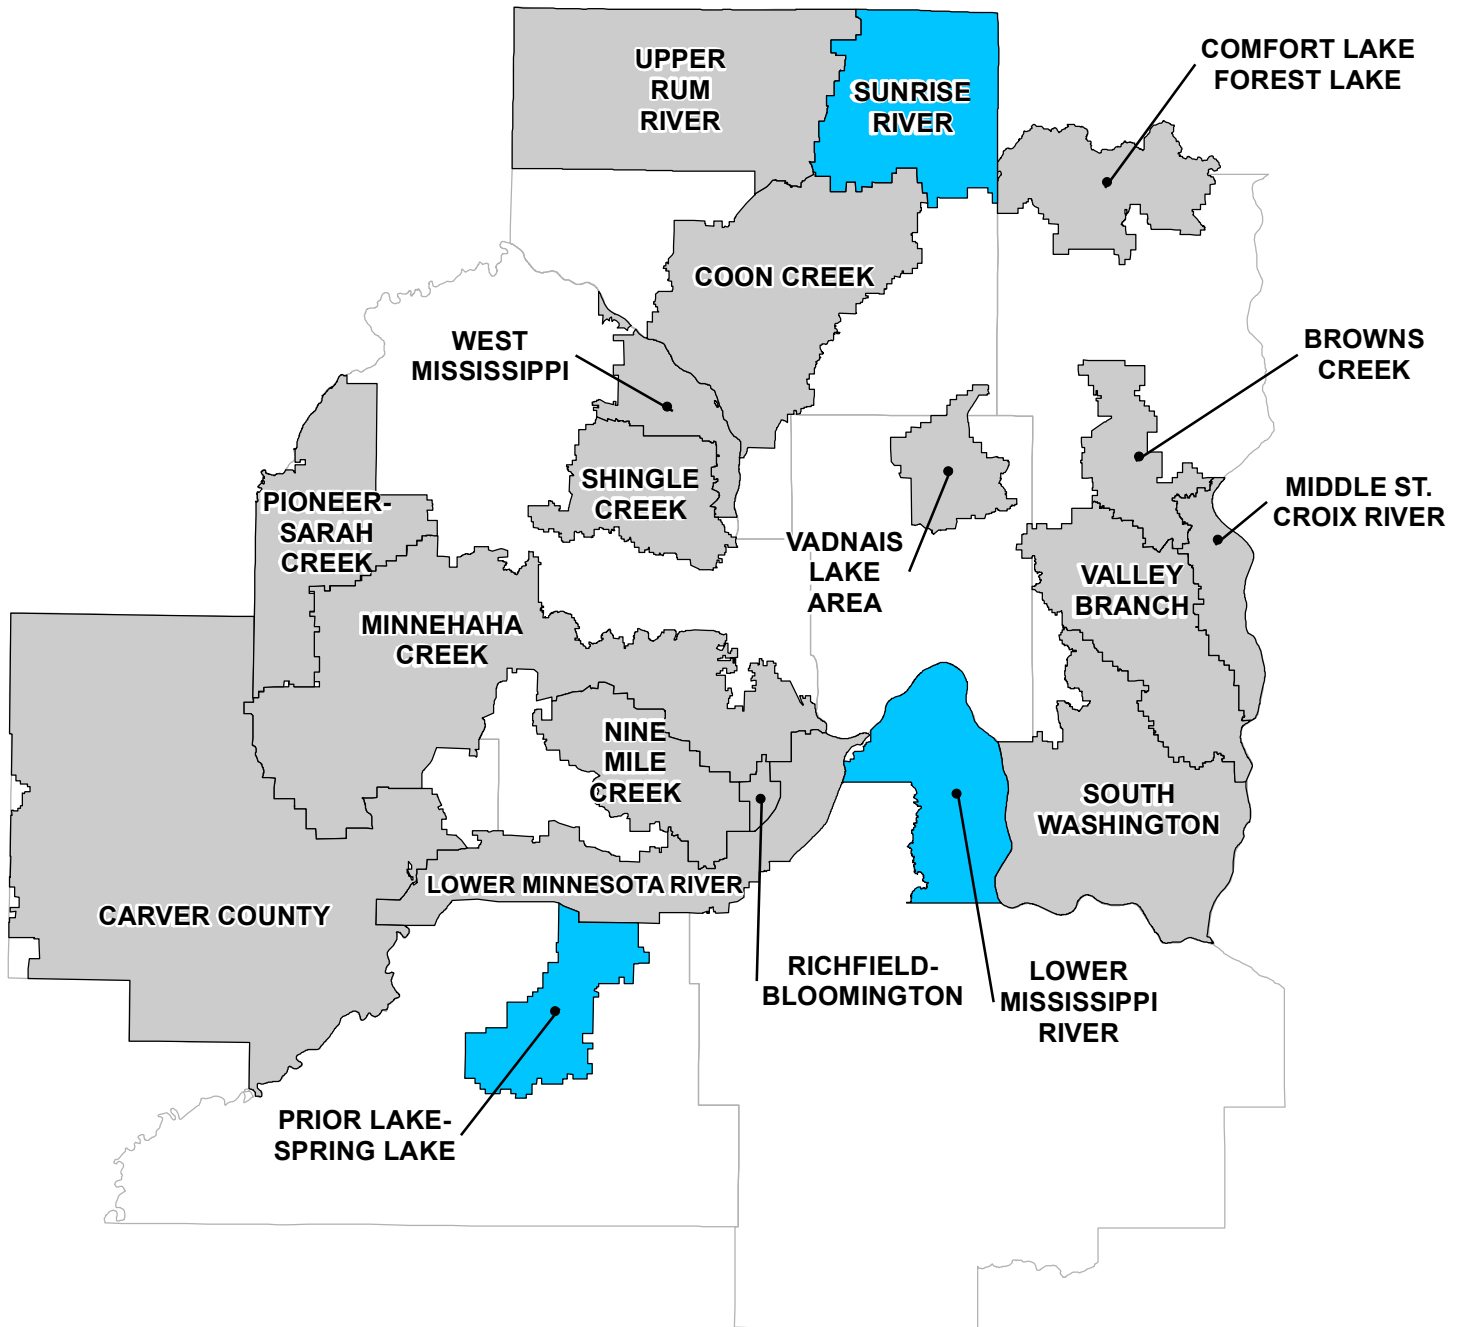 UPPER
RUM
RIVER
SUNRISE
RIVER
COMFORT LAKE
FOREST LAKE
COON CREEK
WEST
MISSISSIPPI
BROWNS
CREEK
SHINGLE
CREEK
PIONEER-
SARAH
CREEK
MIDDLE ST.
CROIX RIVER
VADNAIS
LAKE
AREA
VALLEY
BRANCH
MINNEHAHA
CREEK
NINE
MILE
CREEK
SOUTH
WASHINGTON
LOWER MINNESOTA RIVER
CARVER COUNTY
RICHFIELD-
BLOOMINGTON
LOWER
MISSISSIPPI
RIVER
PRIOR LAKE-
SPRING LAKE